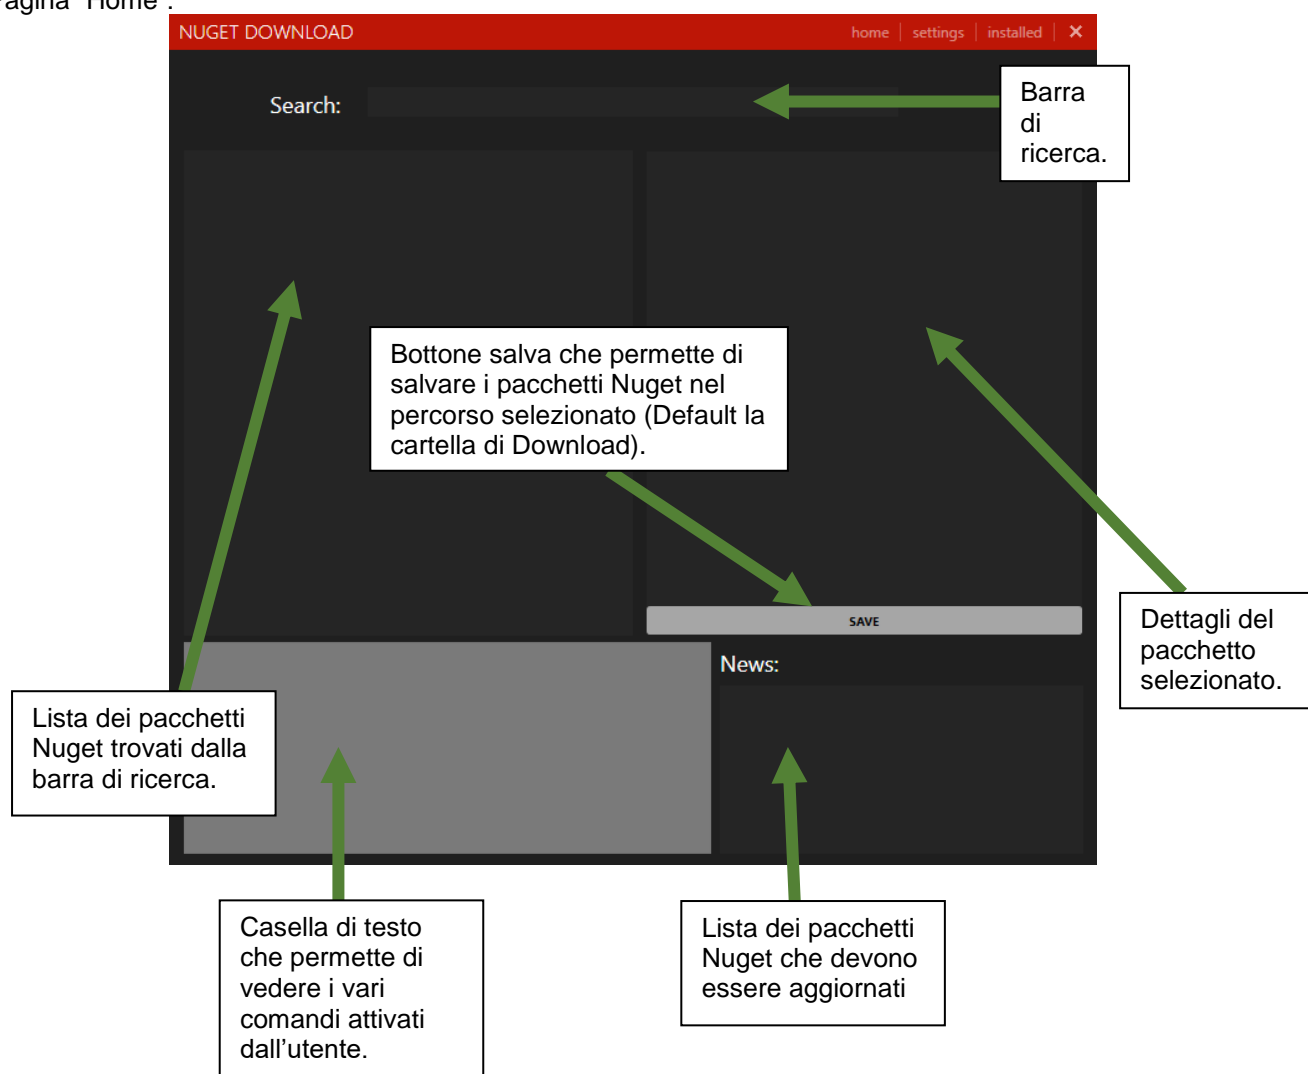 Pagina "Home".
NUGET DOWNLOAD
home
settings
installed
Search:
Barra
di
ricerca.
Bottone salva che permette di
salvare i pacchetti Nuget nel
percorso selezionato (Default la
cartella di Download).
SAVE
Dettagli del
pacchetto
selezionato.
News:
Lista dei pacchetti
Nuget trovati dalla
barra di ricerca.
Casella di testo
che permette di
vedere i vari
comandi attivati
dall'utente.
Lista dei pacchetti
Nuget che devono
essere aggiornati